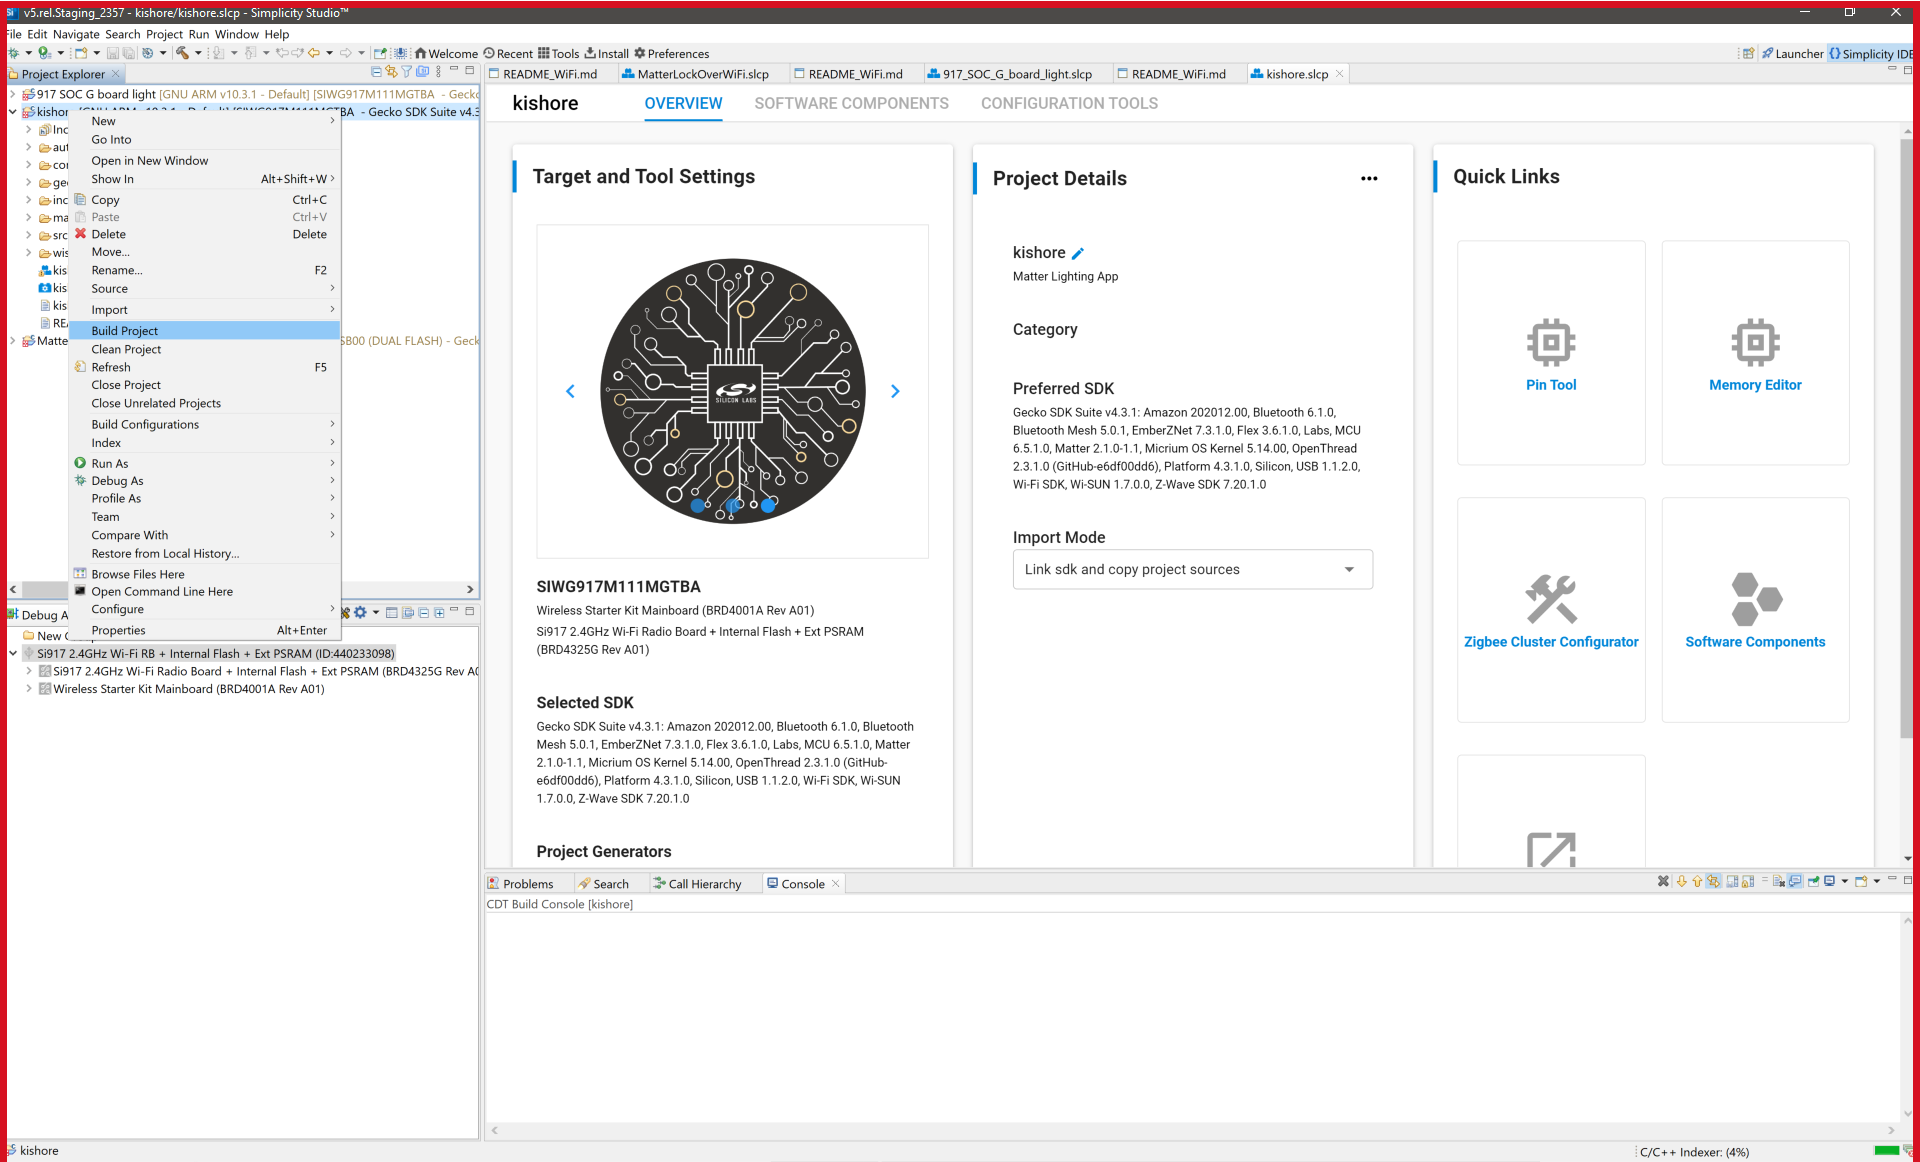 v5.rel.Staging_2357 - kishore/kishore.slcp - Simplicity Studio™
File Edit Navigate Search Project Run Window Help
Welcome Recent Tools Install Preferences
Launcher Simplicity IDE
Project Explorer
917 SOC G board light [GNU ARM v10.3.1 - Default] [SIWG917M111MGTBA - Gecko
kishore [GNU ARM v10.3.1 - Default] [SIWG917M111MGTBA - Gecko SDK Suite v4.3
Inc
aut
con
gec
inc
ma
src
wis
kis
kis
kis
RE
Matte
SB00 (DUAL FLASH) - Geck
New
Go Into
Open in New Window
Show In Alt+Shift+W
Copy Ctrl+C
Paste Ctrl+V
Delete Delete
Move...
Rename... F2
Source
Import
Build Project
Clean Project
Refresh F5
Close Project
Close Unrelated Projects
Build Configurations
Index
Run As
Debug As
Profile As
Team
Compare With
Restore from Local History...
Browse Files Here
Open Command Line Here
Configure
Properties Alt+Enter
Debug A
New G
Si917 2.4GHz Wi-Fi RB + Internal Flash + Ext PSRAM (ID:440233098)
Si917 2.4GHz Wi-Fi Radio Board + Internal Flash + Ext PSRAM (BRD4325G Rev A0
Wireless Starter Kit Mainboard (BRD4001A Rev A01)
README_WiFi.md MatterLockOverWiFi.slcp README_WiFi.md 917_SOC_G_board_light.slcp README_WiFi.md kishore.slcp
kishore OVERVIEW SOFTWARE COMPONENTS CONFIGURATION TOOLS
Target and Tool Settings
SILICON LABS
SIWG917M111MGTBA
Wireless Starter Kit Mainboard (BRD4001A Rev A01)
Si917 2.4GHz Wi-Fi Radio Board + Internal Flash + Ext PSRAM
(BRD4325G Rev A01)
Selected SDK
Gecko SDK Suite v4.3.1: Amazon 202012.00, Bluetooth 6.1.0, Bluetooth
Mesh 5.0.1, EmberZNet 7.3.1.0, Flex 3.6.1.0, Labs, MCU 6.5.1.0, Matter
2.1.0-1.1, Micrium OS Kernel 5.14.00, OpenThread 2.3.1.0 (GitHub-
e6df00dd6), Platform 4.3.1.0, Silicon, USB 1.1.2.0, Wi-Fi SDK, Wi-SUN
1.7.0.0, Z-Wave SDK 7.20.1.0
Project Generators
Project Details
kishore
Matter Lighting App
Category
Preferred SDK
Gecko SDK Suite v4.3.1: Amazon 202012.00, Bluetooth 6.1.0,
Bluetooth Mesh 5.0.1, EmberZNet 7.3.1.0, Flex 3.6.1.0, Labs, MCU
6.5.1.0, Matter 2.1.0-1.1, Micrium OS Kernel 5.14.00, OpenThread
2.3.1.0 (GitHub-e6df00dd6), Platform 4.3.1.0, Silicon, USB 1.1.2.0,
Wi-Fi SDK, Wi-SUN 1.7.0.0, Z-Wave SDK 7.20.1.0
Import Mode
Link sdk and copy project sources
Quick Links
Pin Tool
Memory Editor
Zigbee Cluster Configurator
Software Components
Problems Search Call Hierarchy Console
CDT Build Console [kishore]
kishore
C/C++ Indexer: (4%)